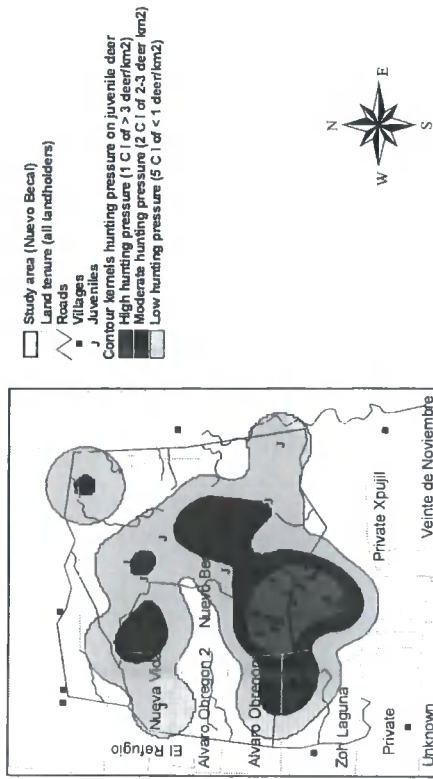 Study area (Nuevo Becal)
Land tenure (all landholders)
Roads
Villages
J Juveniles
Contour kernels hunting pressure on juvenile deer
High hunting pressure (1 C I of > 3 deer/km2)
Moderate hunting pressure (2 C I of 2-3 deer km2)
Low hunting pressure (5 C I of < 1 deer/km2)
N
W
E
S
El Refugio
Alvaro Obregon 2
Alvaro
Zoh Laguna
Private Xpujil
Private
Veinte de Noviembre
Unknown